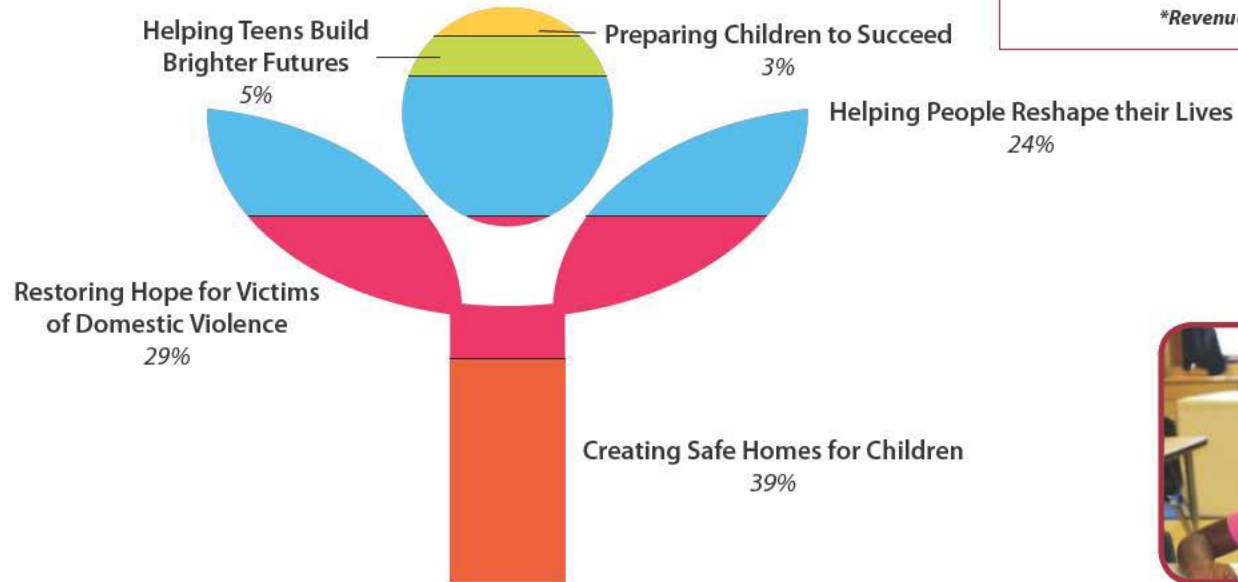 *Revenue
Helping Teens Build
Brighter Futures
5%
Preparing Children to Succeed
3%
Helping People Reshape their Lives
24%
Restoring Hope for Victims
of Domestic Violence
29%
Creating Safe Homes for Children
39%